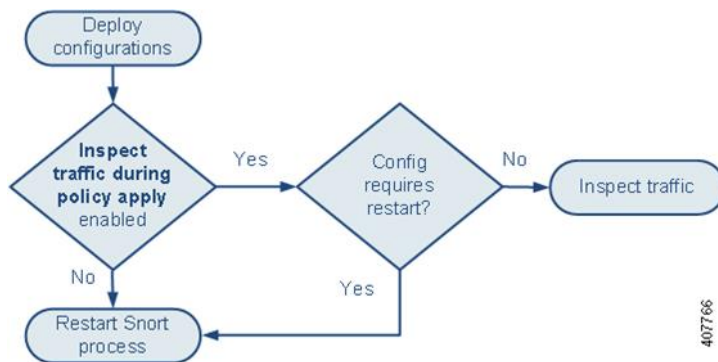 Deploy
configurations
Inspect
traffic during
policy apply
enabled
Yes
Config
requires
restart?
No
Inspect traffic
No
Yes
Restart Snort
process
407766